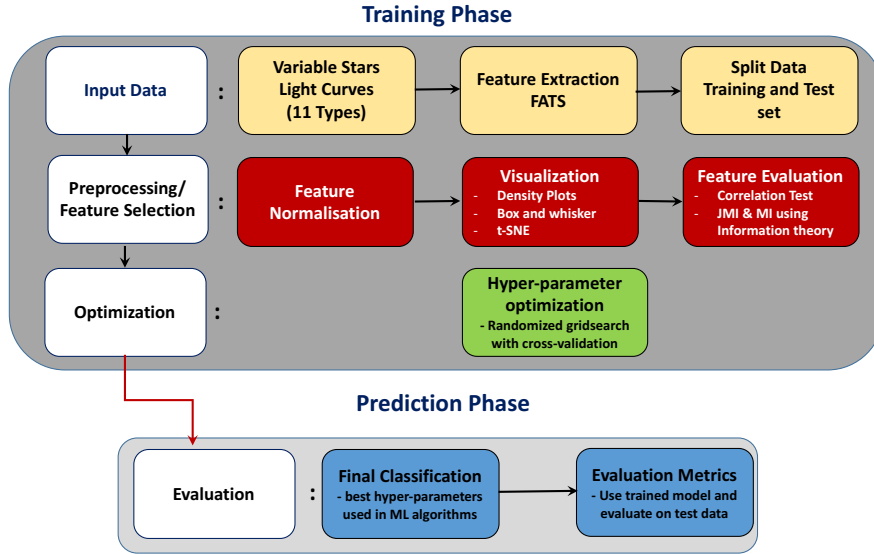 Training Phase
Input Data
:
Variable Stars
Light Curves
(11 Types)
Feature Extraction
FATS
Split Data
Training and Test
set
Preprocessing/
Feature Selection
:
Feature
Normalisation
Visualization
- Density Plots
- Box and whisker
- t-SNE
Feature Evaluation
- Correlation Test
- JMI & MI using
Information theory
Optimization
:
Hyper-parameter
optimization
- Randomized gridsearch
with cross-validation
Prediction Phase
Evaluation
:
Final Classification
- best hyper-parameters
used in ML algorithms
Evaluation Metrics
- Use trained model and
evaluate on test data